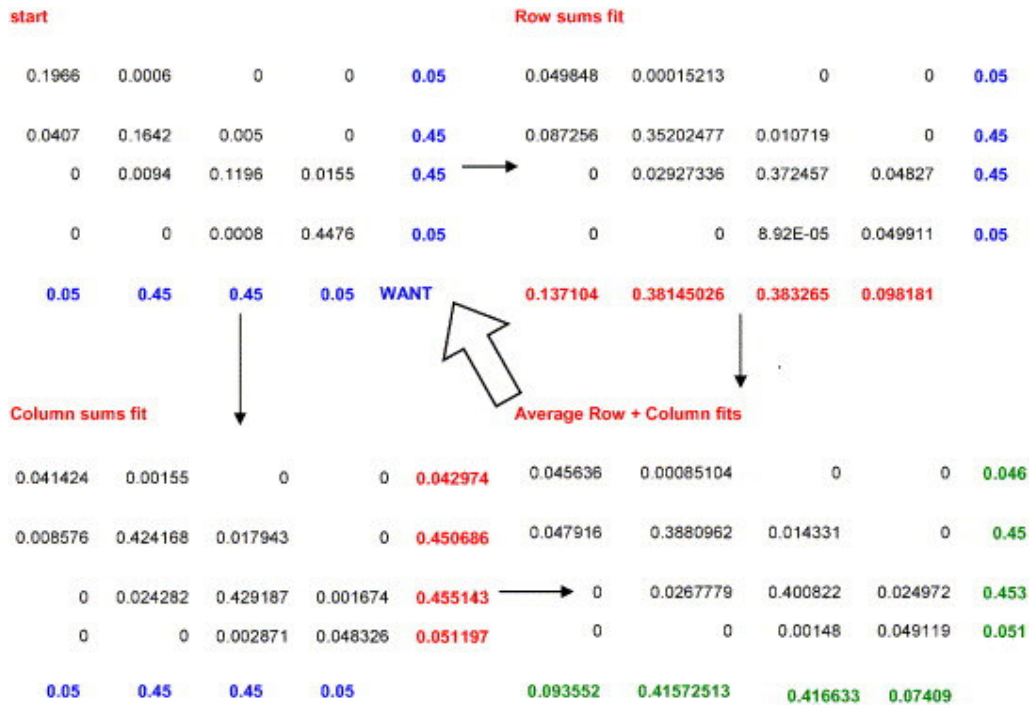 start Row sums fit
0.1966 0.0006 0 0 0.05 0.049848 0.00015213 0 0 0.05
0.0407 0.1642 0.005 0 0.45 0.087256 0.35202477 0.010719 0 0.45
0 0.0094 0.1196 0.0155 0.45 0 0.02927336 0.372457 0.04827 0.45
0 0 0.0008 0.4476 0.05 0 0 8.92E-05 0.049911 0.05
0.05 0.45 0.45 0.05 WANT 0.137104 0.38145026 0.383265 0.098181
Column sums fit Average Row + Column fits
0.041424 0.00155 0 0 0.042974 0.045636 0.00085104 0 0 0.046
0.008576 0.424168 0.017943 0 0.450686 0.047916 0.3880962 0.014331 0 0.45
0 0.024282 0.429187 0.001674 0.455143 0 0.0267779 0.400822 0.024972 0.453
0 0 0.002871 0.048326 0.051197 0 0 0.00148 0.049119 0.051
0.05 0.45 0.45 0.05 0.093552 0.41572513 0.416633 0.07409